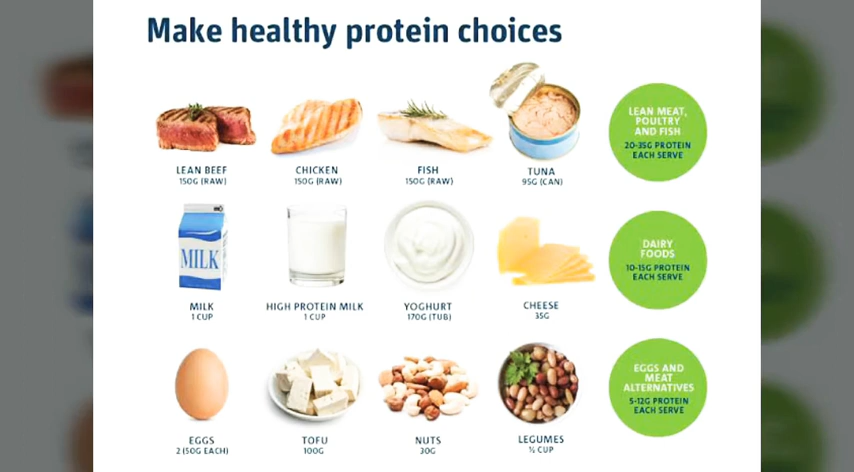 Make healthy protein choices
LEAN BEEF
150G (RAW)
CHICKEN
150G (RAW)
FISH
150G (RAW)
TUNA
95G (CAN)
LEAN MEAT,
POULTRY
AND FISH
20-35G PROTEIN
EACH SERVE
MILK
MILK
1 CUP
HIGH PROTEIN MILK
1 CUP
YOGHURT
170G (TUB)
CHEESE
35G
DAIRY
FOODS
10-15G PROTEIN
EACH SERVE
EGGS
2 (50G EACH)
TOFU
100G
NUTS
30G
LEGUMES
½ CUP
EGGS AND
MEAT
ALTERNATIVES
5-12G PROTEIN
EACH SERVE